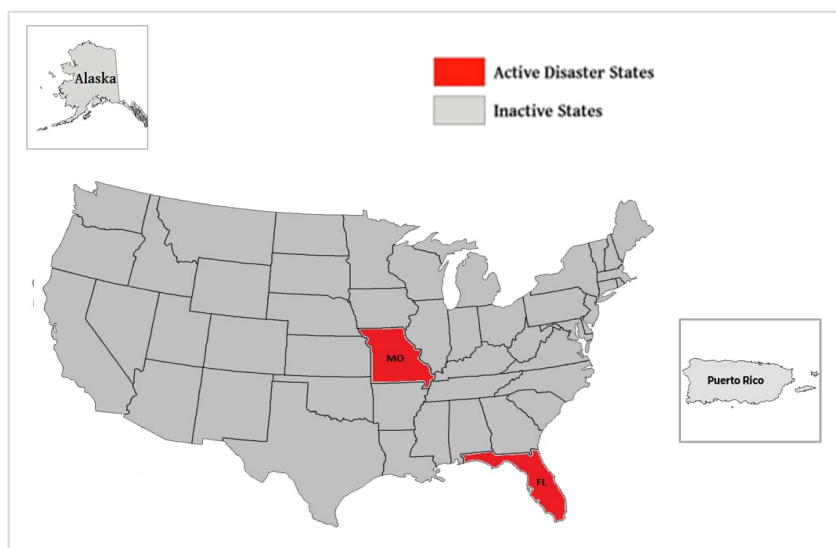 Alaska
Active Disaster States
Inactive States
MO
Puerto Rico
FL